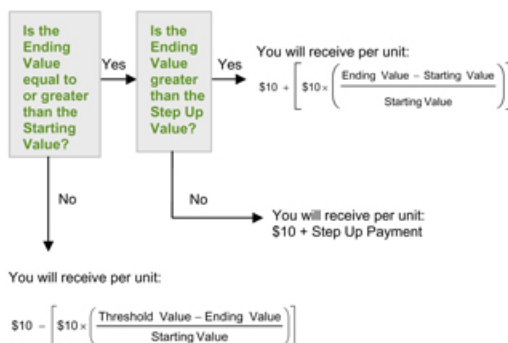 Is the
Ending
Value
equal to
or greater
than the
Starting
Value?
Yes
Is the
Ending
Value
greater
than the
Step Up
Value?
Yes
You will receive per unit:
$10 + [ $10 × ( Ending Value – Starting Value
Starting Value ) ]
No
No
You will receive per unit:
$10 + Step Up Payment
You will receive per unit:
$10 – [ $10 × ( Threshold Value – Ending Value
Starting Value ) ]